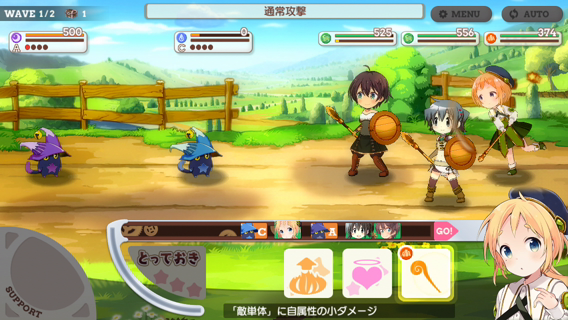 WAVE 1/2 1
通常攻撃
MENU
AUTO
500
A
0
C
525
556
374
C A GO!
とっておき
SUPPORT
「敵単体」に自属性の小ダメージ